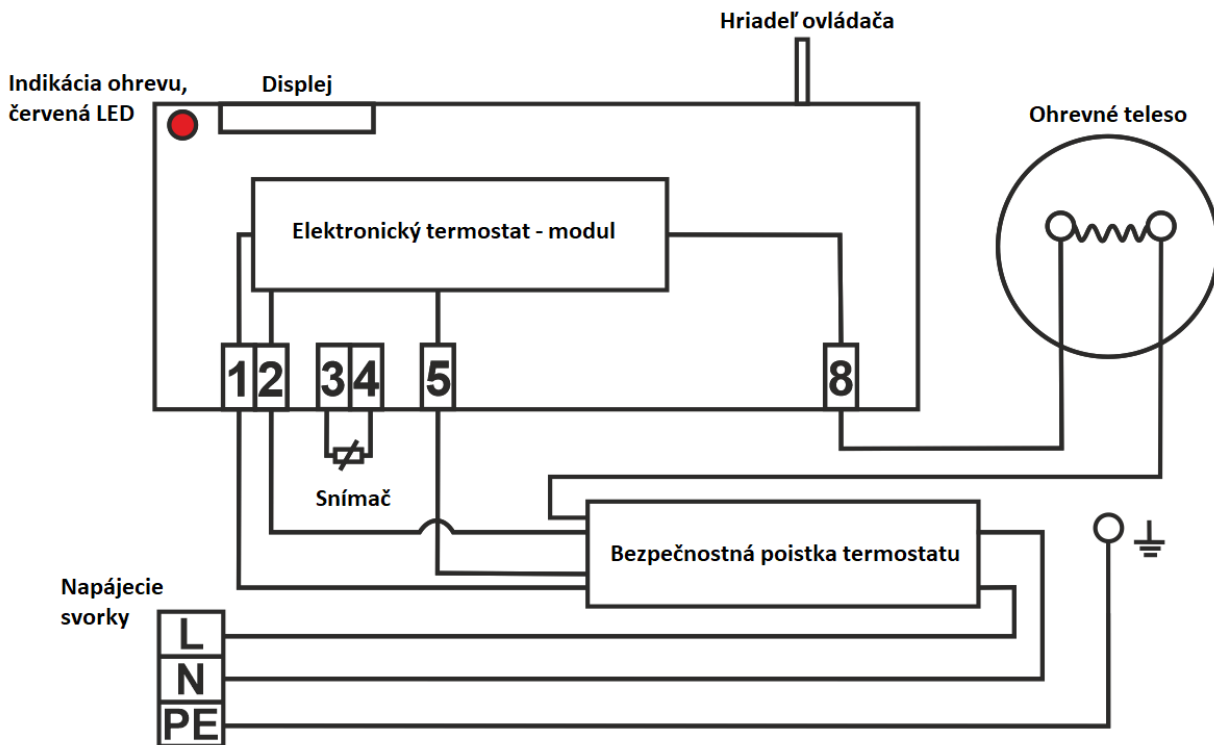 Hriadeľ ovládača
Indikácia ohrevu,
červená LED
Displej
Ohrevné teleso
Elektronický termostat - modul
1 2 3 4 5 8
Snímač
Bezpečnostná poistka termostatu
Napájecie
svorky
L
N
PE